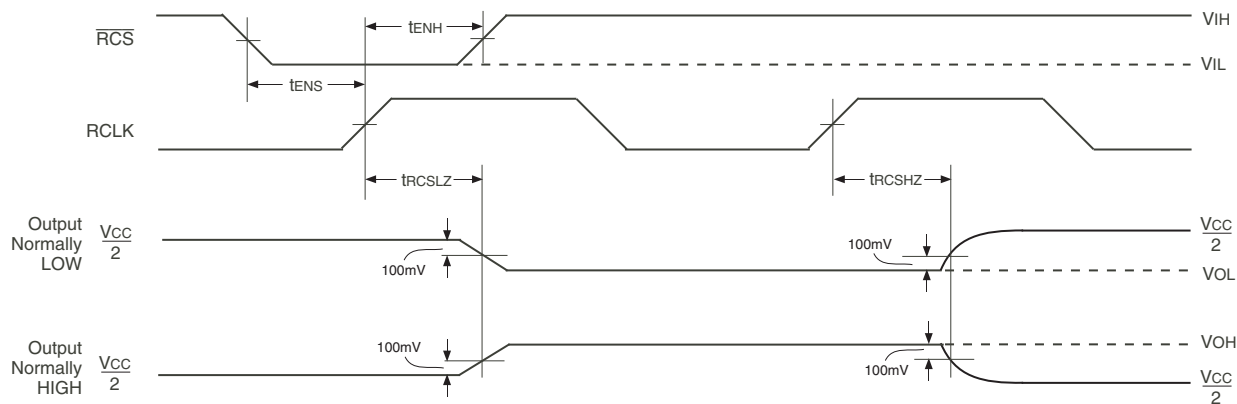 tENH
VIH
RCS
VIL
tENS
RCLK
tRCSLZ
tRCSHZ
Output
Normally
LOW
VCC
2
100mV
100mV
VCC
2
VOL
Output
Normally
HIGH
VCC
2
100mV
100mV
VOH
VCC
2